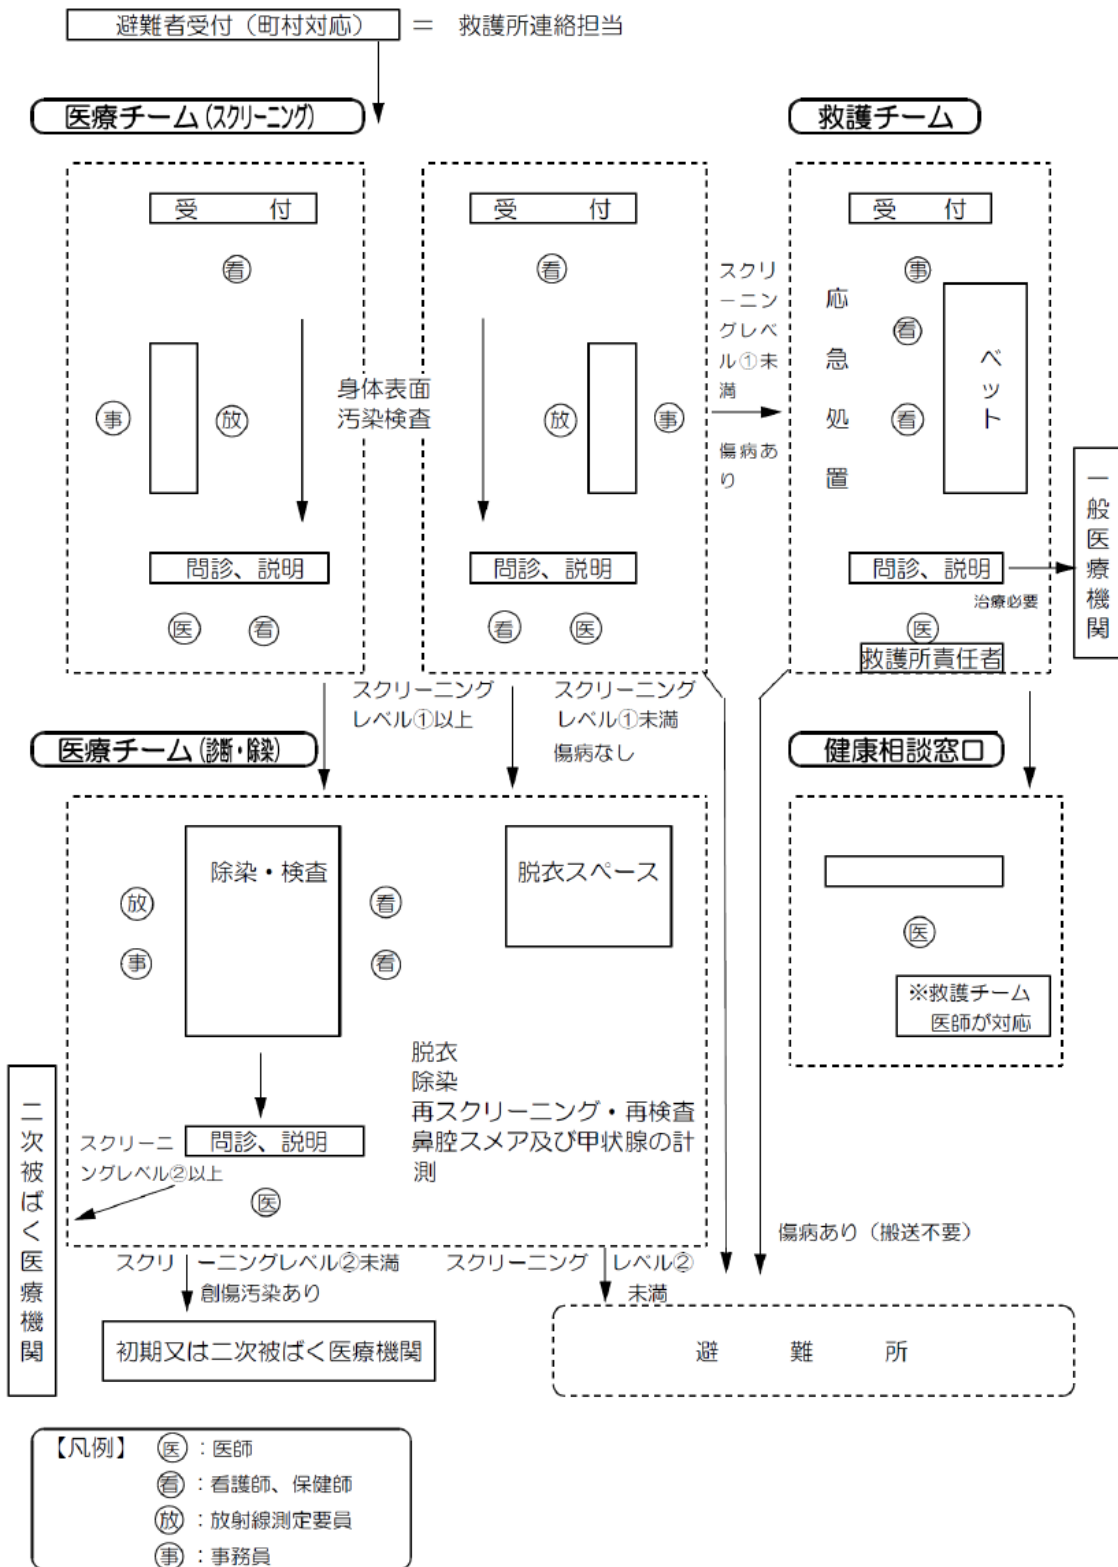 避難者受付（町村対応） ＝ 救護所連絡担当
医療チーム(スクリーニング)
救護チーム
受　付
受　付
受　付
看
看
事
看
看
応急処置
ベット
スクリ
ーニン
グレベ
ル①未
満
傷病あ
り
身体表面
汚染検査
事
放
放
事
問診、説明
問診、説明
問診、説明
治療必要
一般医療機関
医
看
看
医
医
救護所責任者
スクリーニング
レベル①以上
スクリーニング
レベル①未満
傷病なし
医療チーム(診断・除染)
健康相談窓口
除染・検査
脱衣スペース
放
事
看
看
医
※救護チーム
医師が対応
脱衣
除染
再スクリーニング・再検査
鼻腔スメア及び甲状腺の計
測
二次被ばく医療機関
スクリーニ
ングレベル②以上
問診、説明
医
傷病あり（搬送不要）
スクリーニングレベル②未満
創傷汚染あり
スクリーニング レベル②
未満
初期又は二次被ばく医療機関
避　難　所
【凡例】 医：医師
看：看護師、保健師
放：放射線測定要員
事：事務員